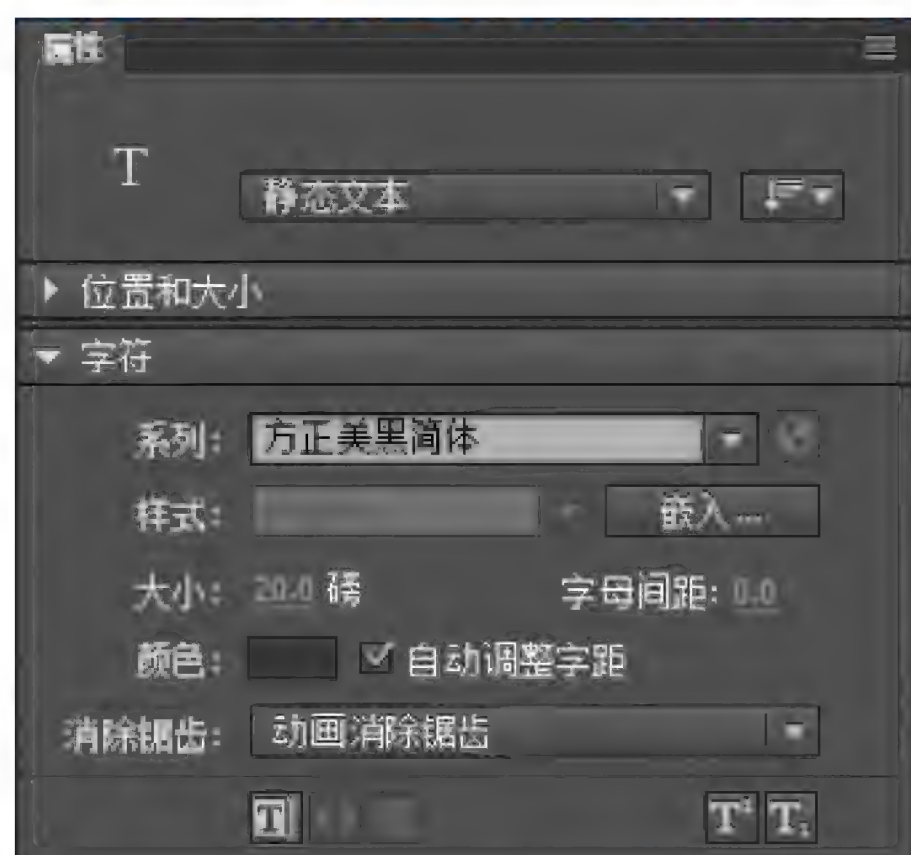 属性
T
静态文本
位置和大小
字符
系列: 方正美黑简体
样式: 嵌入...
大小: 20.0 磅 字母间距: 0.0
颜色: 自动调整字距
消除锯齿: 动画消除锯齿
T T¹ T₁